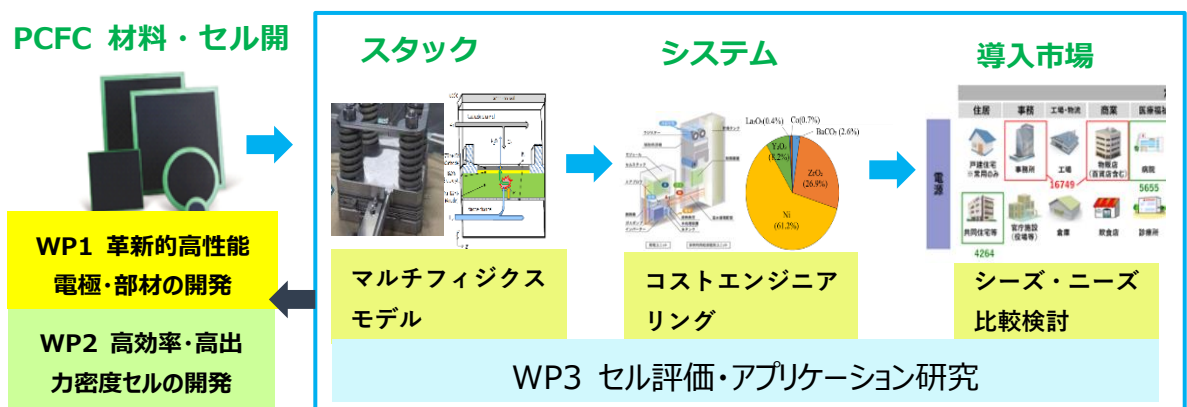 PCFC 材料・セル開
スタック
システム
導入市場
La₂O₃(0.4%)
Co(0.7%)
BaCO₃ (2.6%)
Y₂O₃
(8.2%)
ZrO₂
(26.9%)
Ni
(61.2%)
住居
事務
工場・物流
商業
医療福祉
電源
戸建住宅
※常用のみ
事務所
工場
物販店
(百貨店含む)
病院
16749
5655
共同住宅等
官庁施設
(役場等)
倉庫
飲食店
診療所
4264
WP1 革新的高性能
電極・部材の開発
WP2 高効率・高出
力密度セルの開発
マルチフィジクス
モデル
コストエンジニア
リング
シーズ・ニーズ
比較検討
WP3 セル評価・アプリケーション研究